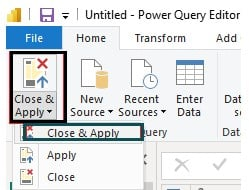 Untitled - Power Query Editor
File Home Transform
Close & Apply
New Source
Recent Sources
Enter Data
Close & Apply
Query
Apply
Close